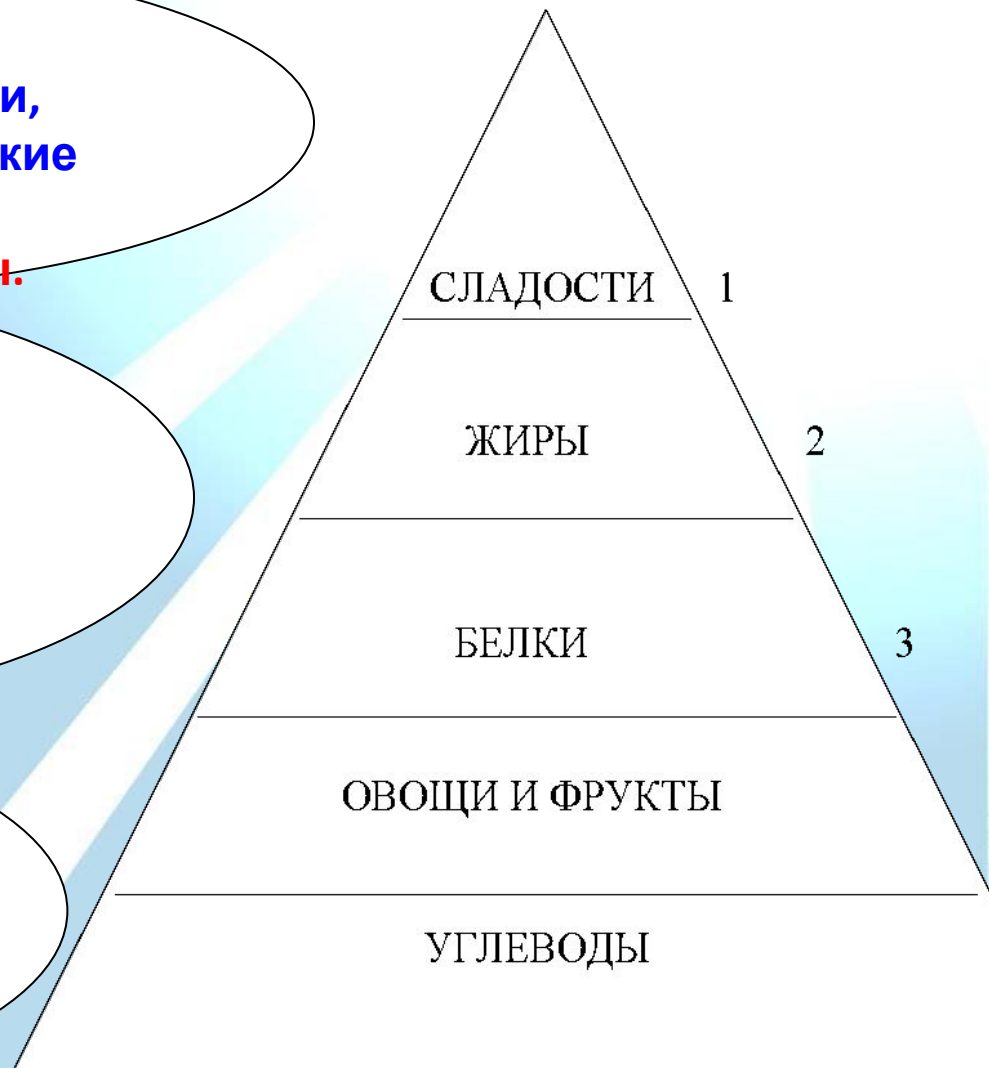 и,
кие
СЛАДОСТИ 1
ЖИРЫ 2
БЕЛКИ 3
ОВОЩИ И ФРУКТЫ
УГЛЕВОДЫ